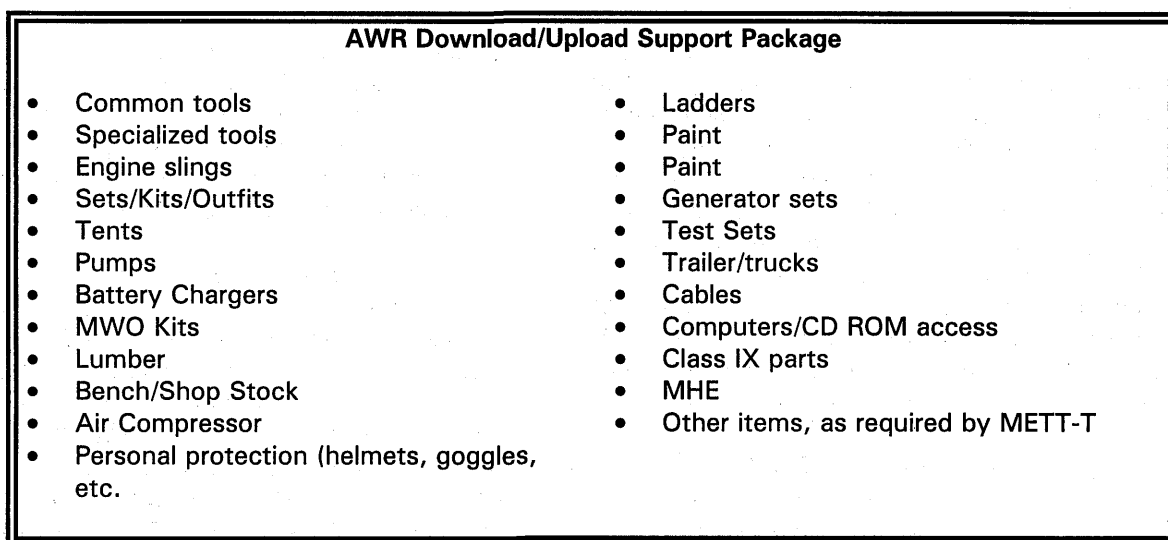 AWR Download/Upload Support Package
• Common tools
• Specialized tools
• Engine slings
• Sets/Kits/Outfits
• Tents
• Pumps
• Battery Chargers
• MWO Kits
• Lumber
• Bench/Shop Stock
• Air Compressor
• Personal protection (helmets, goggles,
etc.
• Ladders
• Paint
• Paint
• Generator sets
• Test Sets
• Trailer/trucks
• Cables
• Computers/CD ROM access
• Class IX parts
• MHE
• Other items, as required by METT-T